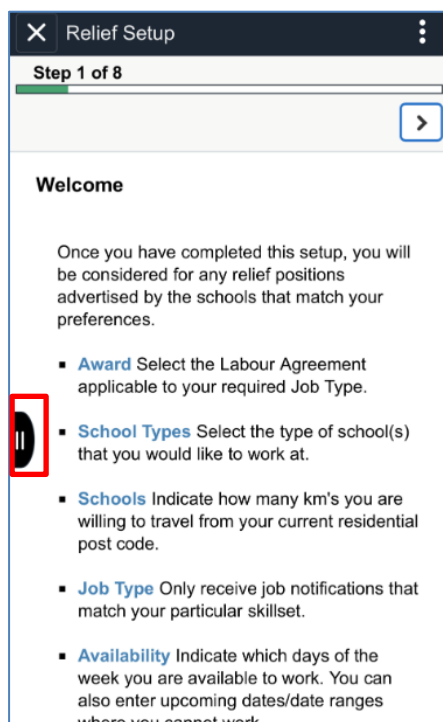 Relief Setup
Step 1 of 8
Welcome
Once you have completed this setup, you will
be considered for any relief positions
advertised by the schools that match your
preferences.
Award Select the Labour Agreement
applicable to your required Job Type.
School Types Select the type of school(s)
that you would like to work at.
Schools Indicate how many km's you are
willing to travel from your current residential
post code.
Job Type Only receive job notifications that
match your particular skillset.
Availability Indicate which days of the
week you are available to work. You can
also enter upcoming dates/date ranges
where you cannot work